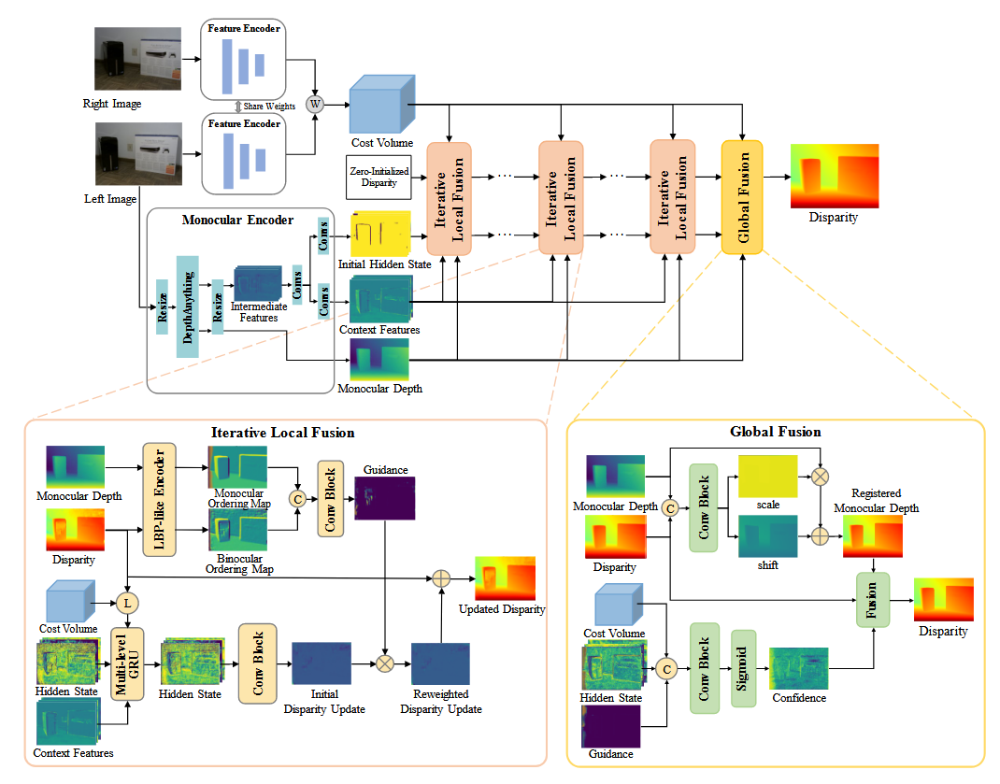 Feature Encoder
Right Image
Share Weights
W
Feature Encoder
Left Image
Cost Volume
Zero-Initialized
Disparity
Iterative
Local Fusion
Iterative
Local Fusion
Iterative
Local Fusion
Global Fusion
Disparity
Monocular Encoder
Resize
DepthAnything
Resize
Intermediate
Features
Convs
Convs
Convs
Initial Hidden State
Context Features
Monocular Depth
Iterative Local Fusion
Monocular Depth
Disparity
LBP-like Encoder
Monocular
Ordering Map
Binocular
Ordering Map
C
Conv Block
Guidance
Cost Volume
L
Hidden State
Context Features
Multi-level
GRU
Hidden State
Conv Block
Initial
Disparity Update
Reweighted
Disparity Update
Updated Disparity
Global Fusion
Monocular Depth
Disparity
C
Conv Block
scale
shift
Registered
Monocular Depth
Cost Volume
Hidden State
Guidance
C
Conv Block
Sigmoid
Confidence
Fusion
Disparity